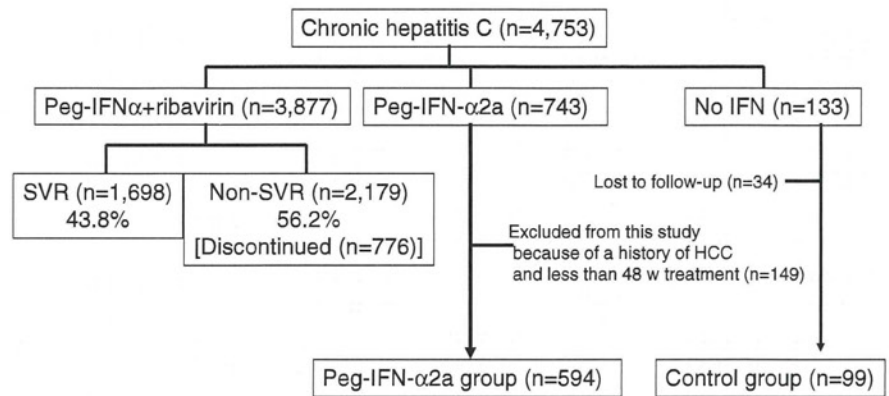 Chronic hepatitis C (n=4,753)
Peg-IFNα+ribavirin (n=3,877)
Peg-IFN-α2a (n=743)
No IFN (n=133)
SVR (n=1,698)
43.8%
Non-SVR (n=2,179)
56.2%
[Discontinued (n=776)]
Lost to follow-up (n=34)
Excluded from this study
because of a history of HCC
and less than 48 w treatment (n=149)
Peg-IFN-α2a group (n=594)
Control group (n=99)